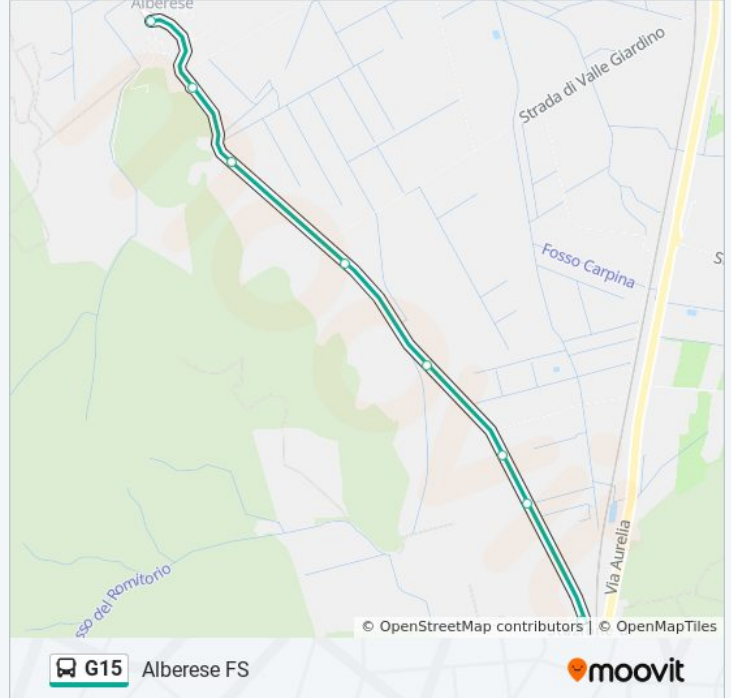 Alberese
Strada di Valle Giardino
Fosso Carpina
S
Via Aurelia
sso del Romitorio
© OpenStreetMap contributors | © OpenMapTiles
G15 Alberese FS moovit